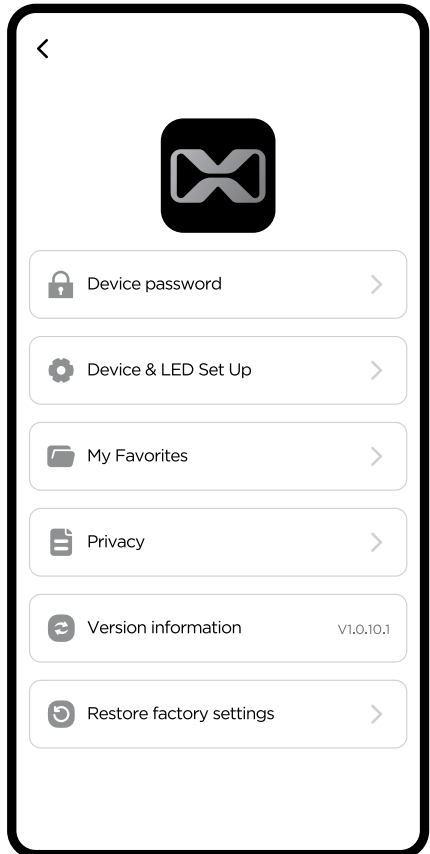 Device password
Device & LED Set Up
My Favorites
Privacy
Version information V1.0.10.1
Restore factory settings